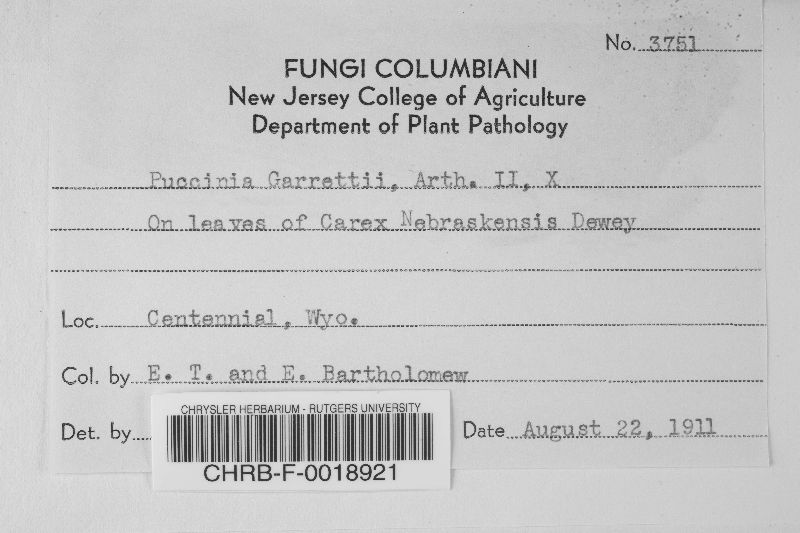 No. 3751
FUNGI COLUMBIANI
New Jersey College of Agriculture
Department of Plant Pathology
Puccinia Garrettii, Arth. II, X
On leaves of Carex Nebraskensis Dewey
Loc. Centennial, Wyo.
Col. by E. T. and E. Bartholomew
Det. by
Date August 22, 1911
CHRYSLER HERBARIUM - RUTGERS UNIVERSITY
CHRB-F-0018921